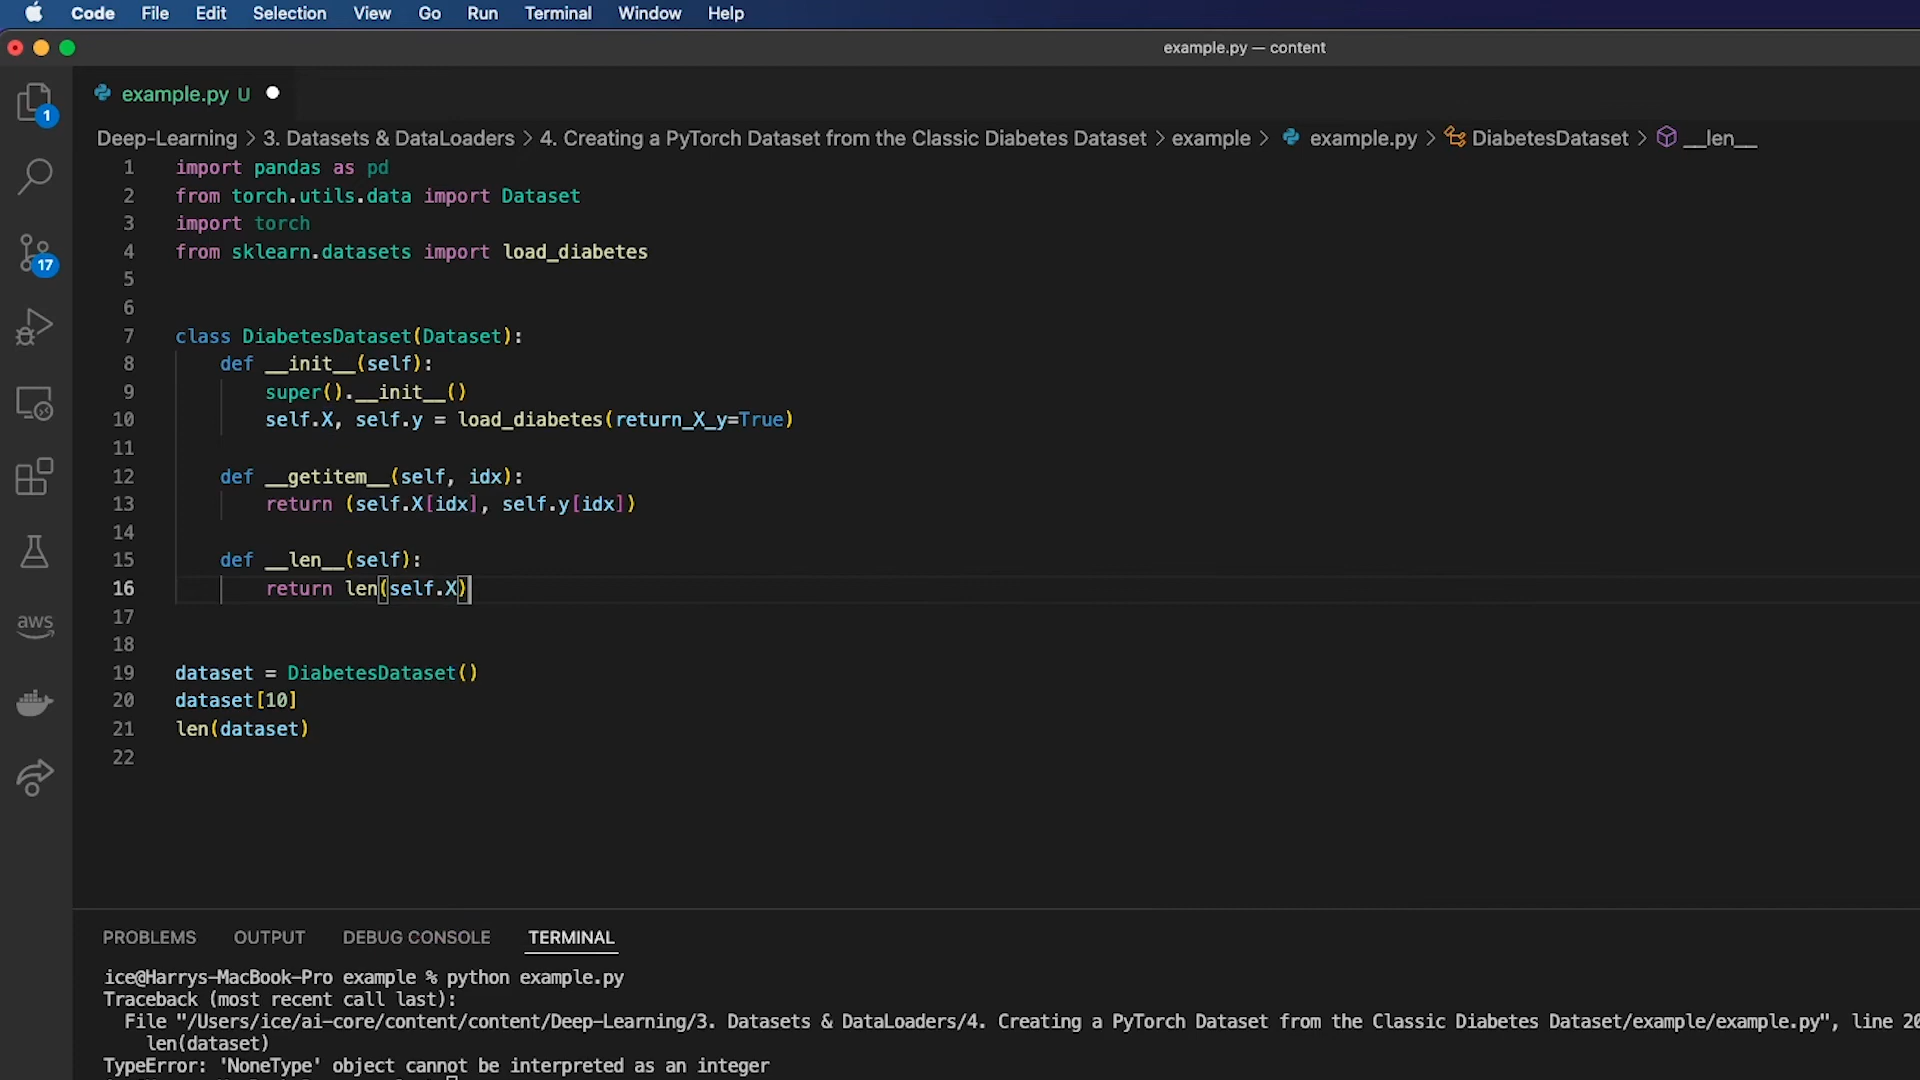 Code File Edit Selection View Go Run Terminal Window Help
example.py — content
example.py U
1
Deep-Learning > 3. Datasets & DataLoaders > 4. Creating a PyTorch Dataset from the Classic Diabetes Dataset > example > example.py > DiabetesDataset > __len__
1 import pandas as pd
2 from torch.utils.data import Dataset
3 import torch
4 from sklearn.datasets import load_diabetes
17
5
6
7 class DiabetesDataset(Dataset):
8 def __init__(self):
9 super().__init__()
10 self.X, self.y = load_diabetes(return_X_y=True)
11
12 def __getitem__(self, idx):
13 return (self.X[idx], self.y[idx])
14
15 def __len__(self):
16 return len(self.X)
17
aws
18
19 dataset = DiabetesDataset()
20 dataset[10]
21 len(dataset)
22
PROBLEMS OUTPUT DEBUG CONSOLE TERMINAL
ice@Harrys-MacBook-Pro example % python example.py
Traceback (most recent call last):
File "/Users/ice/ai-core/content/content/Deep-Learning/3. Datasets & DataLoaders/4. Creating a PyTorch Dataset from the Classic Diabetes Dataset/example/example.py", line 20
len(dataset)
TypeError: 'NoneType' object cannot be interpreted as an integer